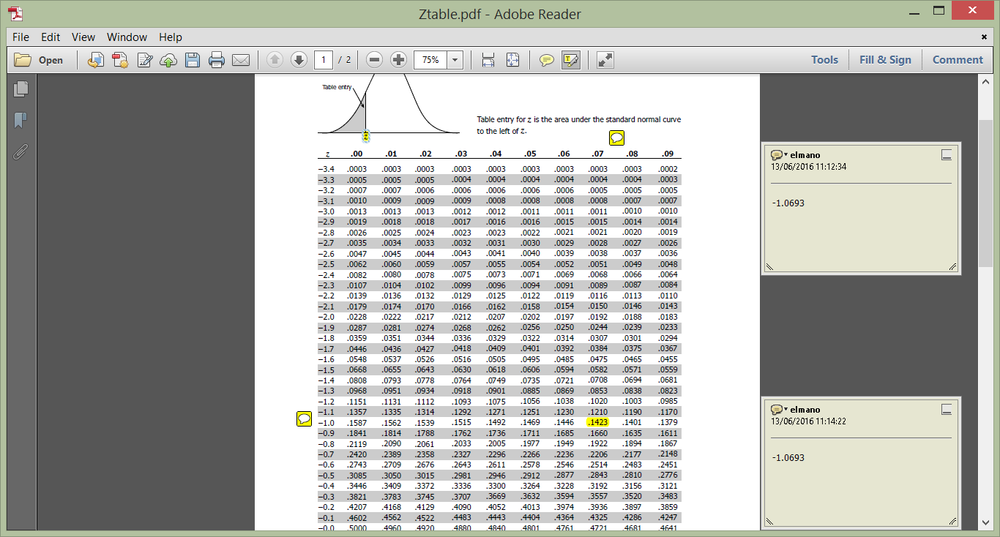 Ztable.pdf - Adobe Reader
File Edit View Window Help
Open 1 / 2 75% Tools Fill & Sign Comment
Table entry
z
Table entry for z is the area under the standard normal curve
to the left of z.
z .00 .01 .02 .03 .04 .05 .06 .07 .08 .09
−3.4 .0003 .0003 .0003 .0003 .0003 .0003 .0003 .0003 .0003 .0002
−3.3 .0005 .0005 .0005 .0004 .0004 .0004 .0004 .0004 .0004 .0003
−3.2 .0007 .0007 .0006 .0006 .0006 .0006 .0006 .0005 .0005 .0005
−3.1 .0010 .0009 .0009 .0009 .0008 .0008 .0008 .0008 .0007 .0007
−3.0 .0013 .0013 .0013 .0012 .0012 .0011 .0011 .0011 .0010 .0010
−2.9 .0019 .0018 .0018 .0017 .0016 .0016 .0015 .0015 .0014 .0014
−2.8 .0026 .0025 .0024 .0023 .0023 .0022 .0021 .0021 .0020 .0019
−2.7 .0035 .0034 .0033 .0032 .0031 .0030 .0029 .0028 .0027 .0026
−2.6 .0047 .0045 .0044 .0043 .0041 .0040 .0039 .0038 .0037 .0036
−2.5 .0062 .0060 .0059 .0057 .0055 .0054 .0052 .0051 .0049 .0048
−2.4 .0082 .0080 .0078 .0075 .0073 .0071 .0069 .0068 .0066 .0064
−2.3 .0107 .0104 .0102 .0099 .0096 .0094 .0091 .0089 .0087 .0084
−2.2 .0139 .0136 .0132 .0129 .0125 .0122 .0119 .0116 .0113 .0110
−2.1 .0179 .0174 .0170 .0166 .0162 .0158 .0154 .0150 .0146 .0143
−2.0 .0228 .0222 .0217 .0212 .0207 .0202 .0197 .0192 .0188 .0183
−1.9 .0287 .0281 .0274 .0268 .0262 .0256 .0250 .0244 .0239 .0233
−1.8 .0359 .0351 .0344 .0336 .0329 .0322 .0314 .0307 .0301 .0294
−1.7 .0446 .0436 .0427 .0418 .0409 .0401 .0392 .0384 .0375 .0367
−1.6 .0548 .0537 .0526 .0516 .0505 .0495 .0485 .0475 .0465 .0455
−1.5 .0668 .0655 .0643 .0630 .0618 .0606 .0594 .0582 .0571 .0559
−1.4 .0808 .0793 .0778 .0764 .0749 .0735 .0721 .0708 .0694 .0681
−1.3 .0968 .0951 .0934 .0918 .0901 .0885 .0869 .0853 .0838 .0823
−1.2 .1151 .1131 .1112 .1093 .1075 .1056 .1038 .1020 .1003 .0985
−1.1 .1357 .1335 .1314 .1292 .1271 .1251 .1230 .1210 .1190 .1170
−1.0 .1587 .1562 .1539 .1515 .1492 .1469 .1446 .1423 .1401 .1379
−0.9 .1841 .1814 .1788 .1762 .1736 .1711 .1685 .1660 .1635 .1611
−0.8 .2119 .2090 .2061 .2033 .2005 .1977 .1949 .1922 .1894 .1867
−0.7 .2420 .2389 .2358 .2327 .2296 .2266 .2236 .2206 .2177 .2148
−0.6 .2743 .2709 .2676 .2643 .2611 .2578 .2546 .2514 .2483 .2451
−0.5 .3085 .3050 .3015 .2981 .2946 .2912 .2877 .2843 .2810 .2776
−0.4 .3446 .3409 .3372 .3336 .3300 .3264 .3228 .3192 .3156 .3121
−0.3 .3821 .3783 .3745 .3707 .3669 .3632 .3594 .3557 .3520 .3483
−0.2 .4207 .4168 .4129 .4090 .4052 .4013 .3974 .3936 .3897 .3859
−0.1 .4602 .4562 .4522 .4483 .4443 .4404 .4364 .4325 .4286 .4247
−0.0 .5000 .4960 .4920 .4880 .4840 .4801 .4761 .4721 .4681 .4641
elmano
13/06/2016 11:12:34
-1.0693
elmano
13/06/2016 11:14:22
-1.0693